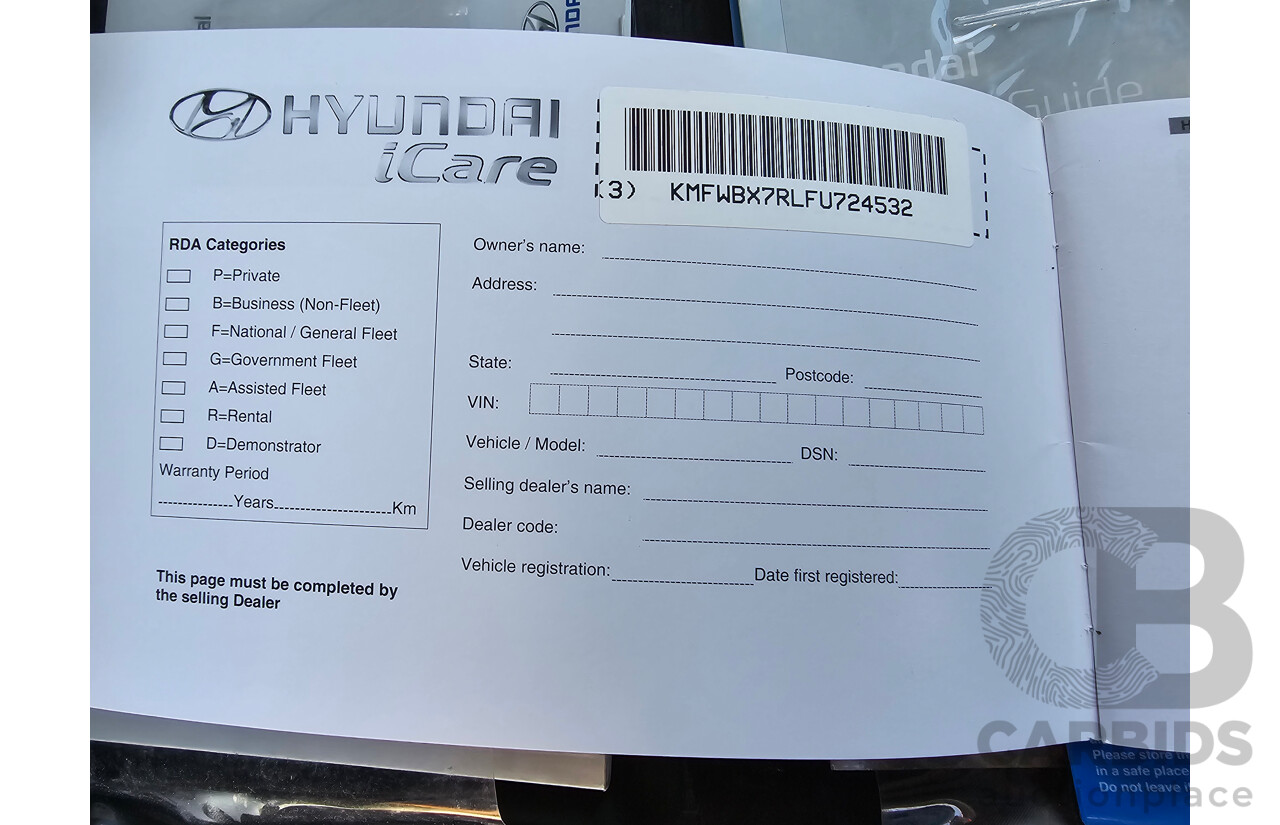 HYUNDAI
iCare
(3) KMFWBX7RLFU724532
RDA Categories
P=Private
B=Business (Non-Fleet)
F=National / General Fleet
G=Government Fleet
A=Assisted Fleet
R=Rental
D=Demonstrator
Warranty Period
Years Km
This page must be completed by
the selling Dealer
Owner's name:
Address:
State: Postcode:
VIN:
Vehicle / Model: DSN:
Selling dealer's name:
Dealer code:
Vehicle registration: Date first registered:
Guide
CB
CARBIDS
auctionplace
Please store
in a safe place
Do not leave